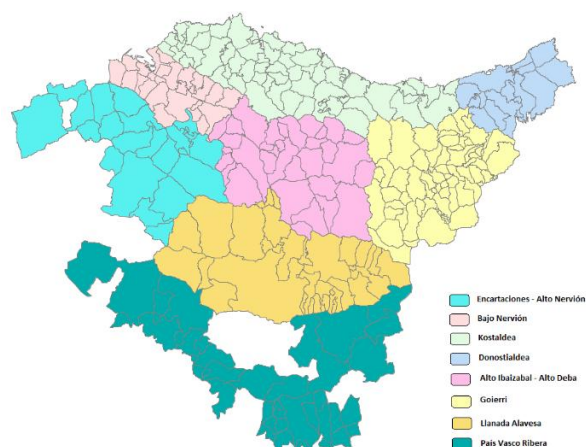 Encartaciones - Alto Nervión
Bajo Nervión
Kostaldea
Donostialdea
Alto Ibaizabal - Alto Deba
Goierri
Llanada Alavesa
País Vasco Ribera